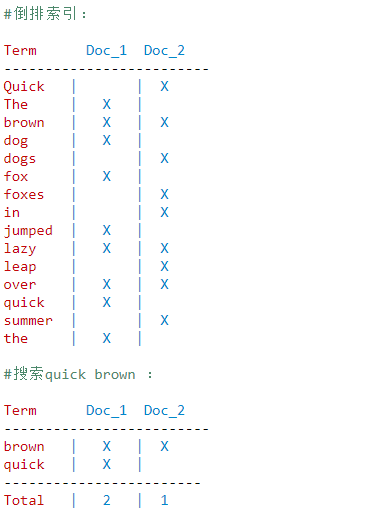 #倒排索引：
Term      Doc_1  Doc_2
-------------------------
Quick   |       |  X
The     |   X   |
brown   |   X   |  X
dog     |   X   |
dogs    |       |  X
fox     |   X   |
foxes   |       |  X
in      |       |  X
jumped  |   X   |
lazy    |   X   |  X
leap    |       |  X
over    |   X   |  X
quick   |   X   |
summer  |       |  X
the     |   X   |
#搜索quick brown ：
Term      Doc_1  Doc_2
-------------------------
brown   |   X   |  X
quick   |   X   |
------------------------
Total   |   2   |  1